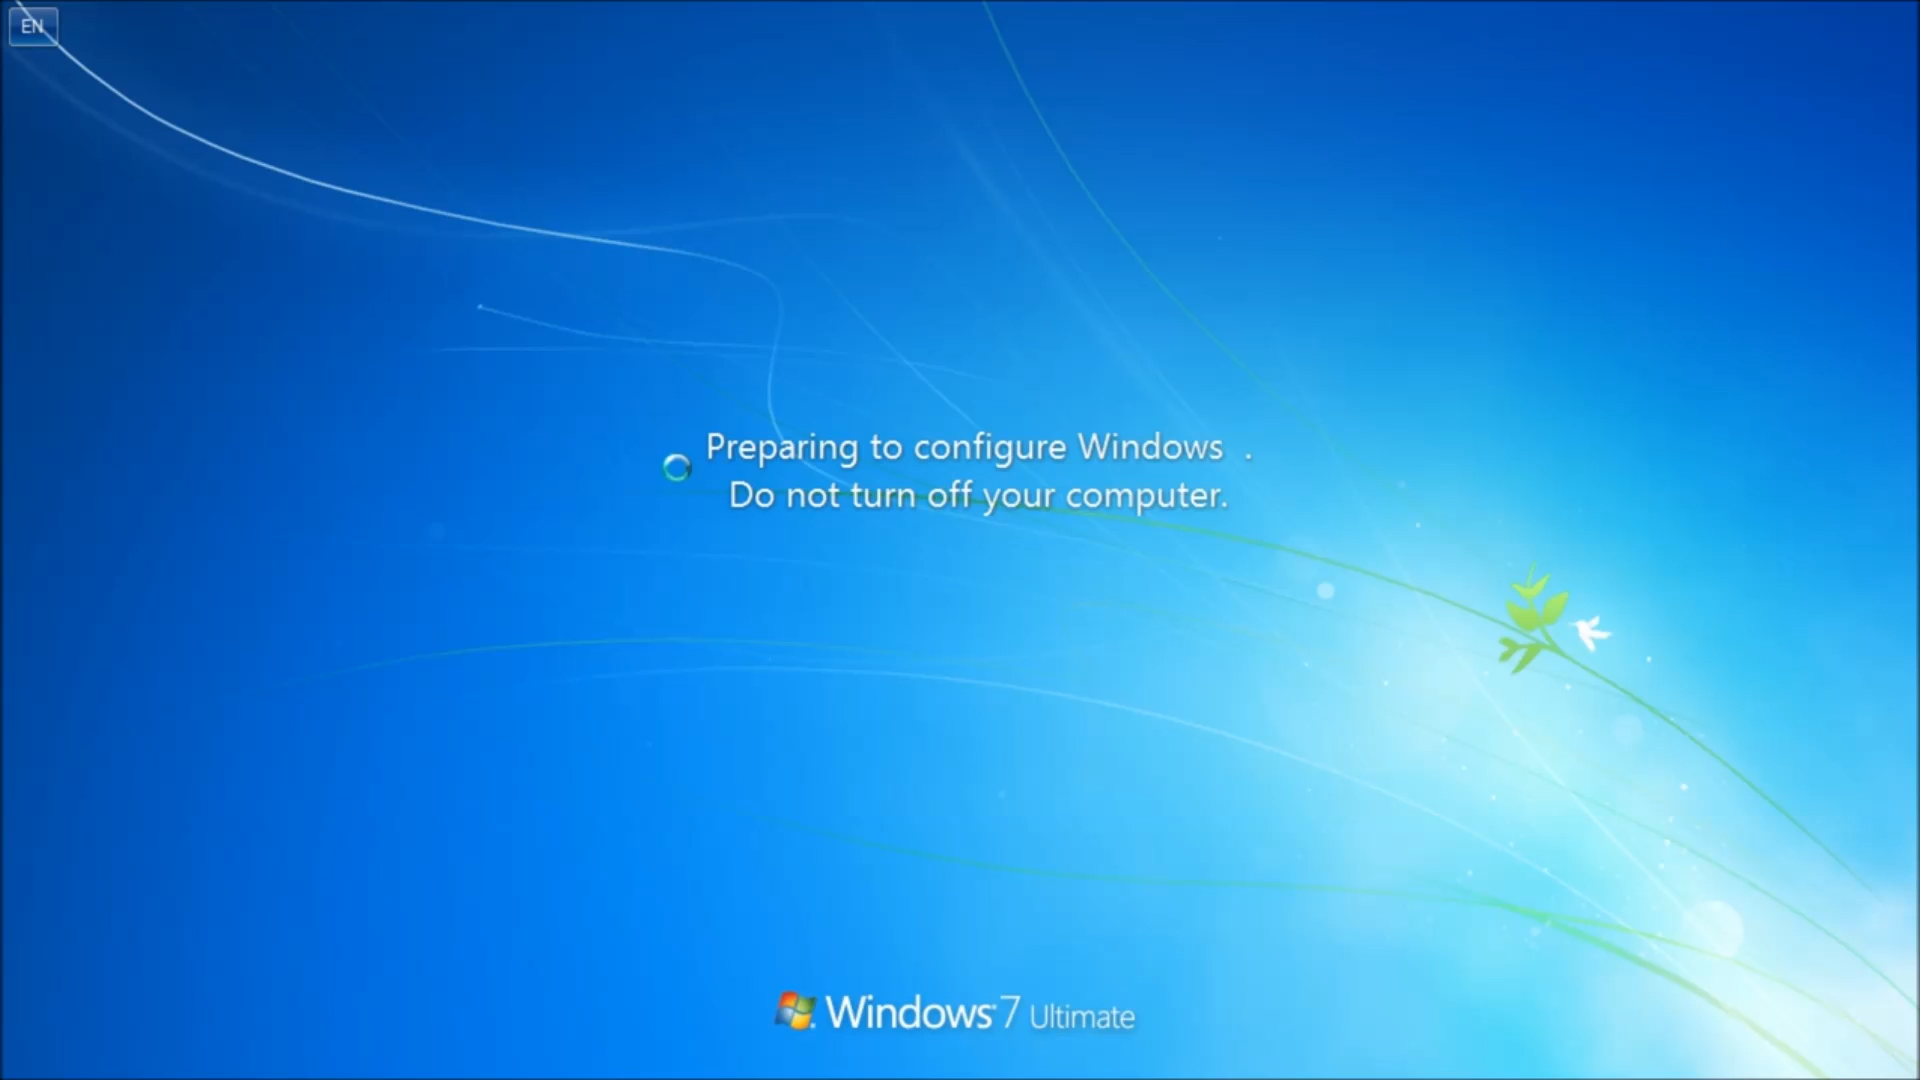 EN
Preparing to configure Windows .
Do not turn off your computer.
Windows 7 Ultimate